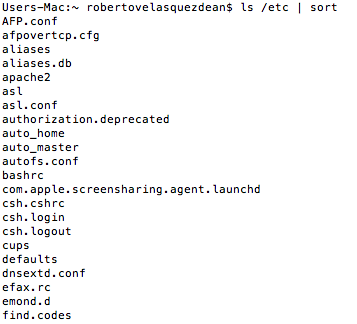 Users-Mac:~ robertovelasquezdean$ ls /etc | sort
AFP.conf
afpovertcp.cfg
aliases
aliases.db
apache2
asl
asl.conf
authorization.deprecated
auto_home
auto_master
autofs.conf
bashrc
com.apple.screensharing.agent.launchd
csh.cshrc
csh.login
csh.logout
cups
defaults
dnsextd.conf
efax.rc
emond.d
find.codes